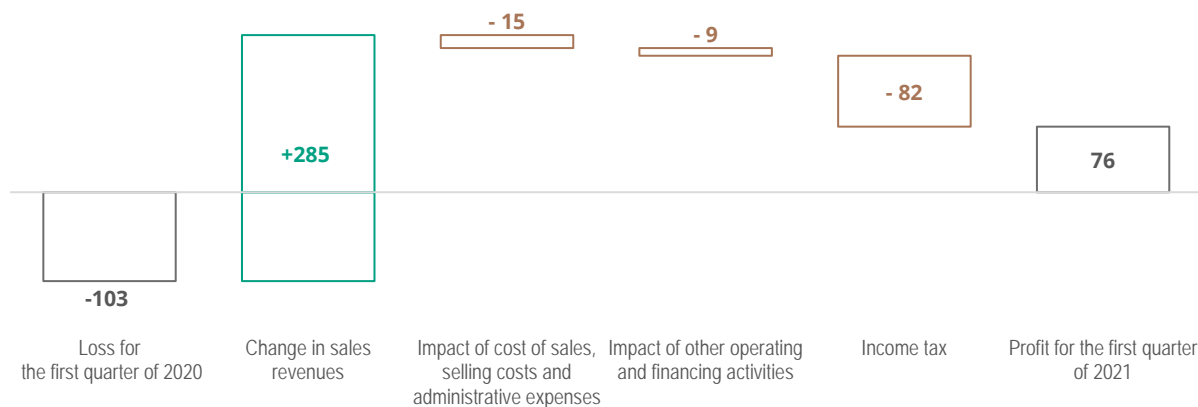 - 15
- 9
- 82
+285
76
-103
Loss for
the first quarter of 2020
Change in sales
revenues
Impact of cost of sales,
selling costs and
administrative expenses
Impact of other operating
and financing activities
Income tax
Profit for the first quarter
of 2021